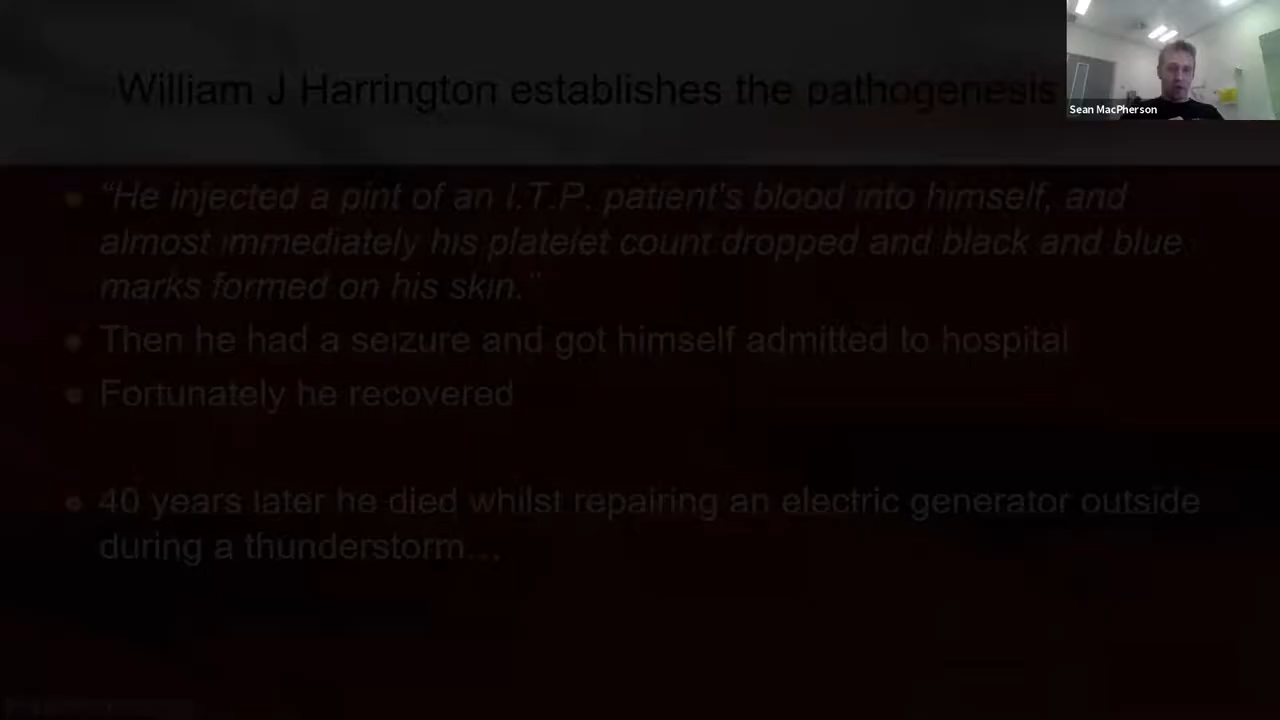 William J Harrington establishes the pathogenesis
Sean MacPherson
“He injected a pint of an I.T.P. patient's blood into himself, and
almost immediately his platelet count dropped and black and blue
marks formed on his skin.”
Then he had a seizure and got himself admitted to hospital
Fortunately he recovered
40 years later he died whilst repairing an electric generator outside
during a thunderstorm...